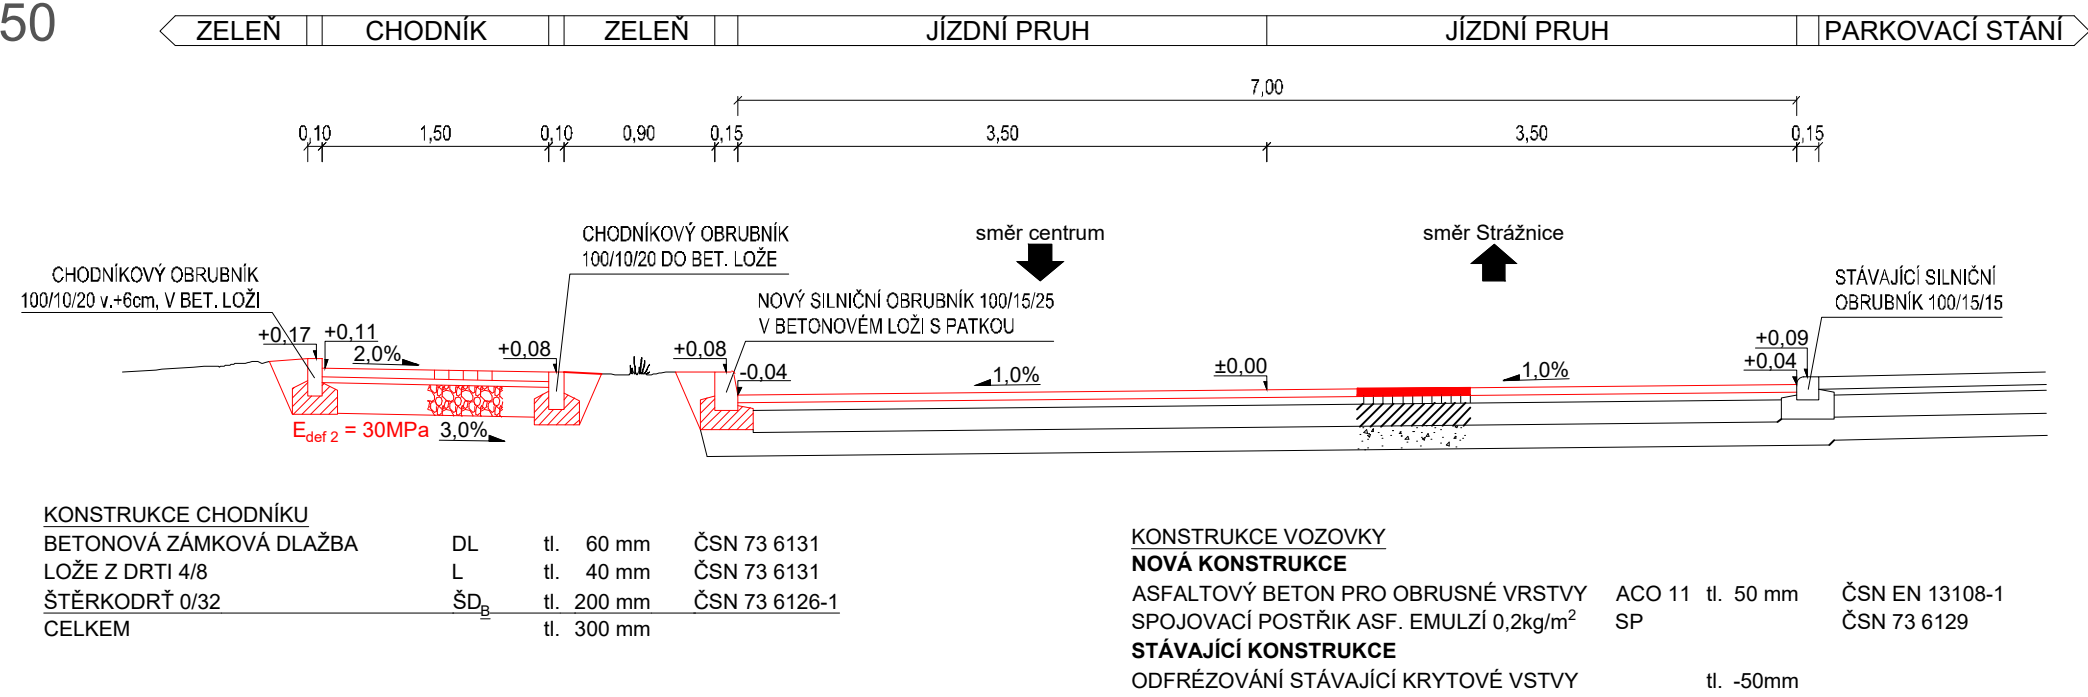 50
ZELEŇ CHODNÍK ZELEŇ JÍZDNÍ PRUH JÍZDNÍ PRUH PARKOVACÍ STÁNÍ
7,00
0,10 1,50 0,10 0,90 0,15 3,50 3,50 0,15
CHODNÍKOVÝ OBRUBNÍK
100/10/20 v.+6cm, V BET. LOŽI
CHODNÍKOVÝ OBRUBNÍK
100/10/20 DO BET. LOŽE
směr centrum
směr Strážnice
NOVÝ SILNIČNÍ OBRUBNÍK 100/15/25
V BETONOVÉM LOŽI S PATKOU
STÁVAJÍCÍ SILNIČNÍ
OBRUBNÍK 100/15/15
+0,17 +0,11
2,0%
+0,08
+0,08
-0,04
1,0%
±0,00
1,0%
+0,09
+0,04
Edef 2 = 30MPa 3,0%
KONSTRUKCE CHODNÍKU
BETONOVÁ ZÁMKOVÁ DLAŽBA DL tl. 60 mm ČSN 73 6131
LOŽE Z DRTI 4/8 L tl. 40 mm ČSN 73 6131
ŠTĚRKODRŤ 0/32 ŠDB tl. 200 mm ČSN 73 6126-1
CELKEM tl. 300 mm
KONSTRUKCE VOZOVKY
NOVÁ KONSTRUKCE
ASFALTOVÝ BETON PRO OBRUSNÉ VRSTVY ACO 11 tl. 50 mm ČSN EN 13108-1
SPOJOVACÍ POSTŘIK ASF. EMULZÍ 0,2kg/m² SP ČSN 73 6129
STÁVAJÍCÍ KONSTRUKCE
ODFRÉZOVÁNÍ STÁVAJÍCÍ KRYTOVÉ VSTVY tl. -50mm